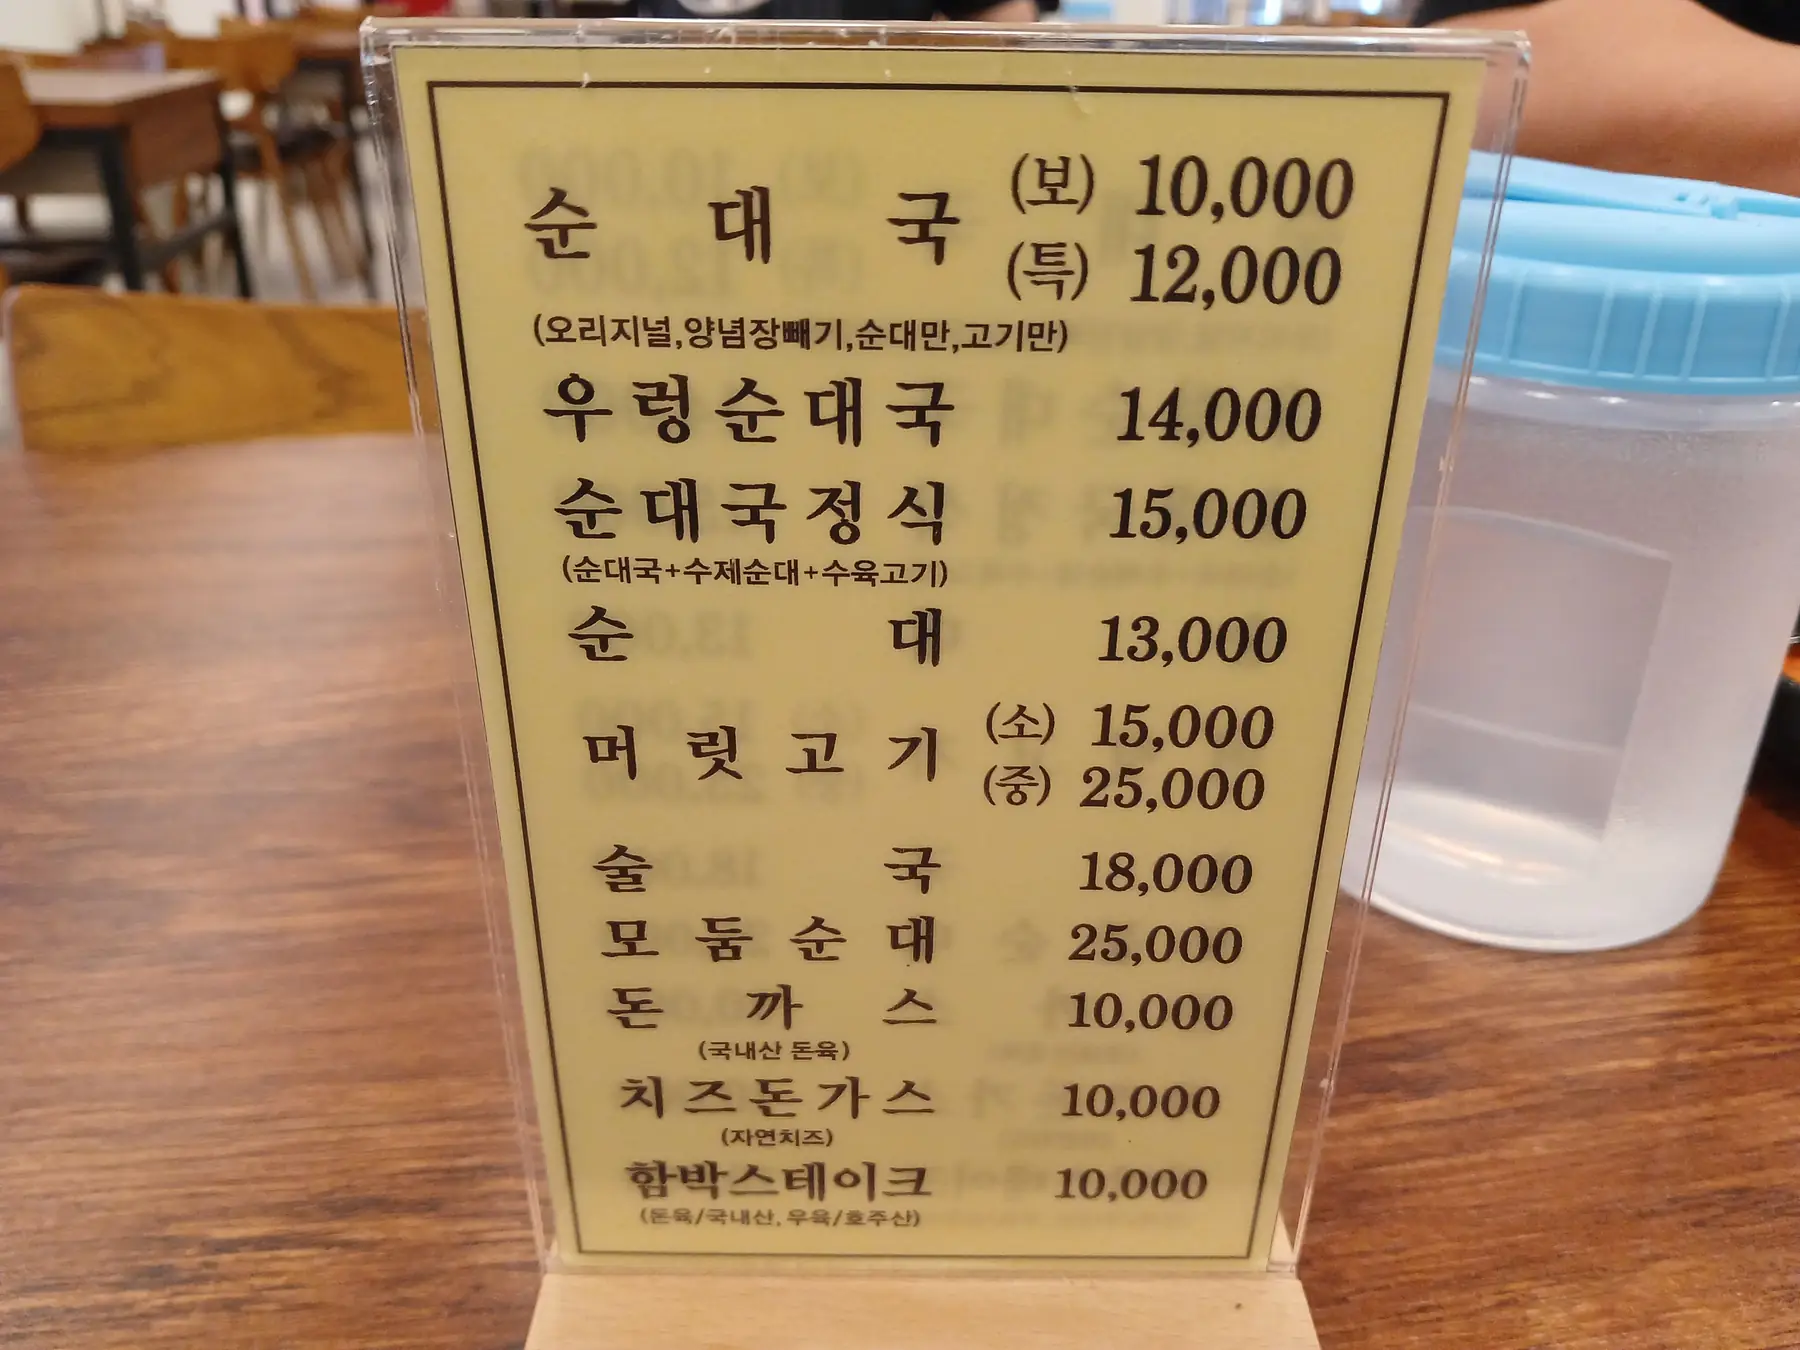 순대국 (보) 10,000
(특) 12,000
(오리지널,양념장빼기,순대만,고기만)
우렁순대국 14,000
순대국정식 15,000
(순대국+수제순대+수육고기)
순대 13,000
머릿고기 (소) 15,000
(중) 25,000
술국 18,000
모둠순대 25,000
돈까스 10,000
(국내산 돈육)
치즈돈가스 10,000
(자연치즈)
함박스테이크 10,000
(돈육/국내산, 우육/호주산)